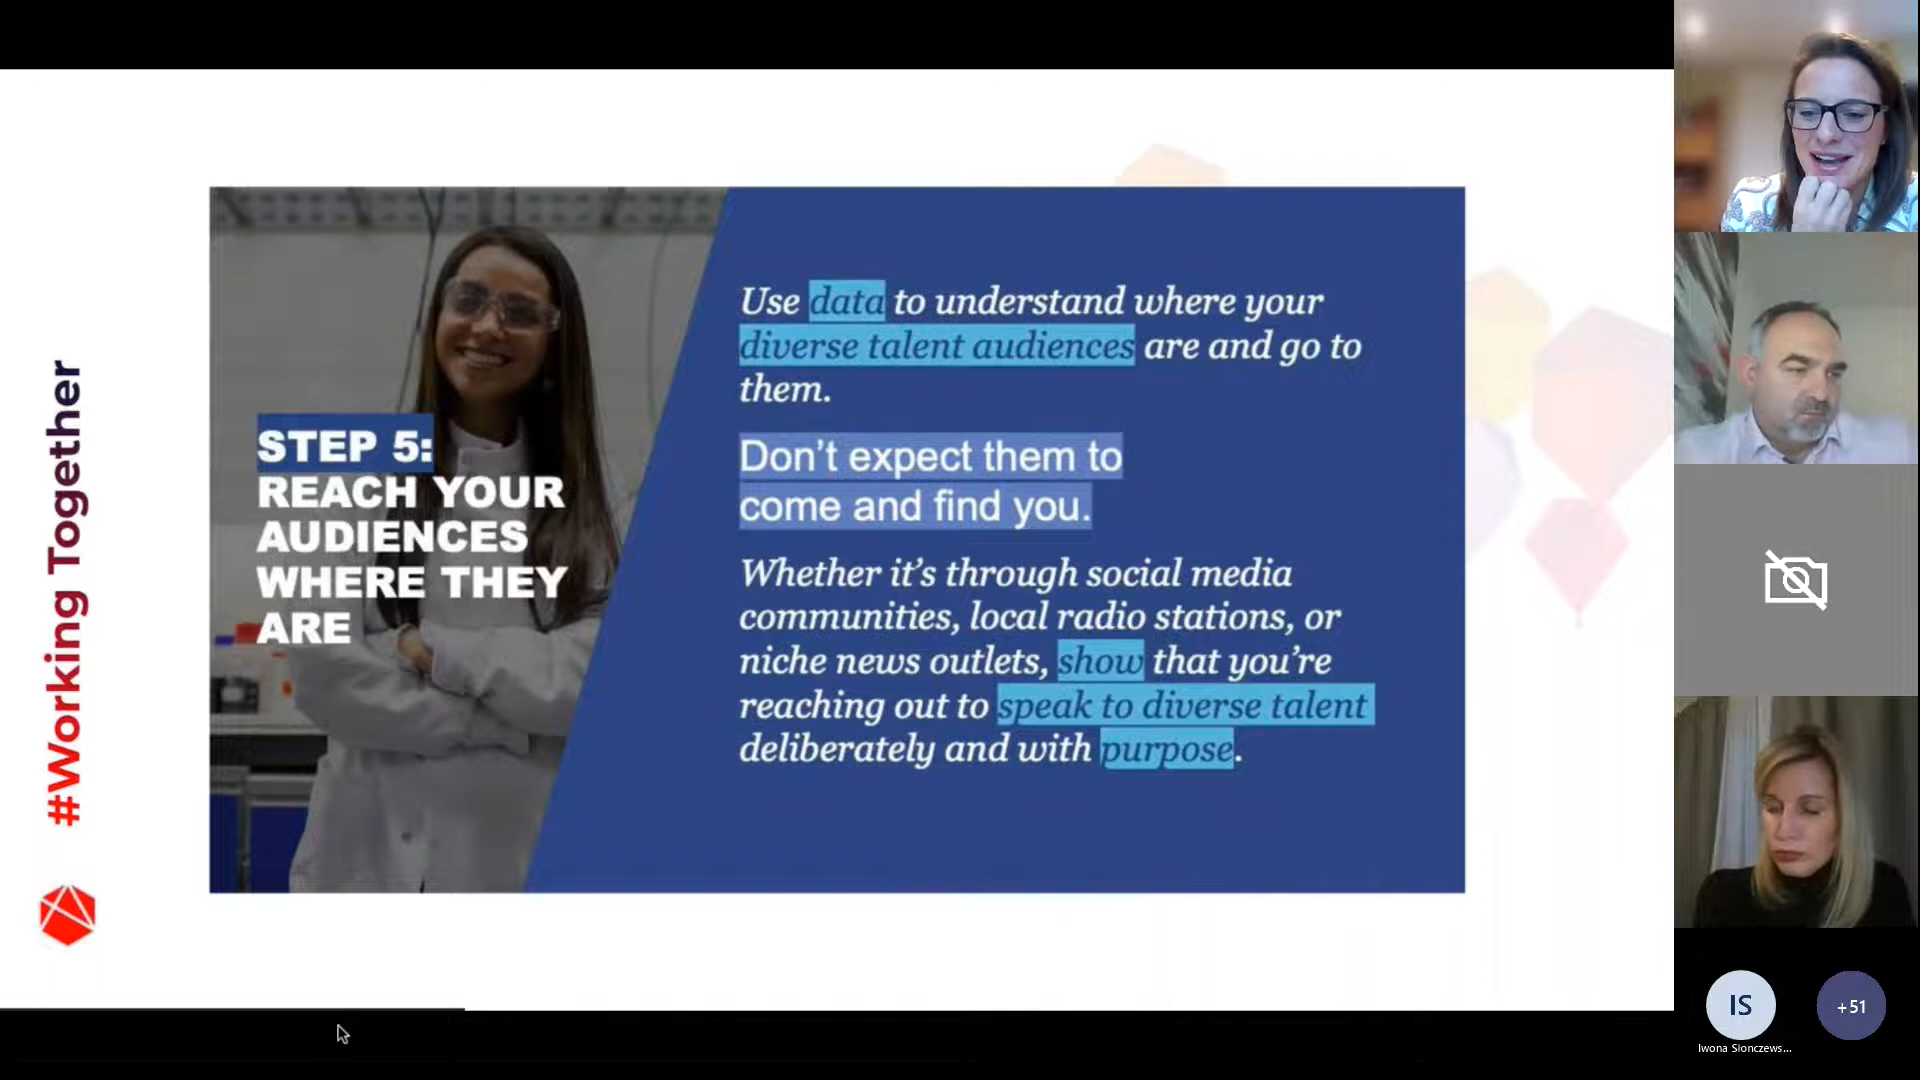 #Working Together
STEP 5:
REACH YOUR
AUDIENCES
WHERE THEY
ARE
Use data to understand where your
diverse talent audiences are and go to
them.
Don’t expect them to
come and find you.
Whether it’s through social media
communities, local radio stations, or
niche news outlets, show that you’re
reaching out to speak to diverse talent
deliberately and with purpose.
IS
+51
Iwona Sionczews...